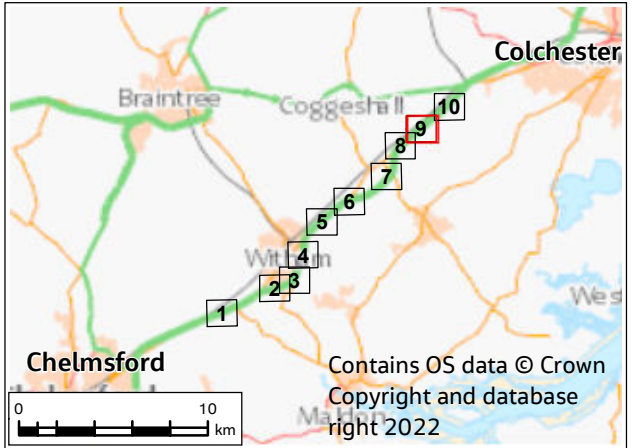 Colchester
Braintree
Coggeshall
10
9
8
7
6
5
4
Witham
3
2
1
Chelmsford
Contains OS data © Crown
Copyright and database
right 2022
Maldon
0 10
km